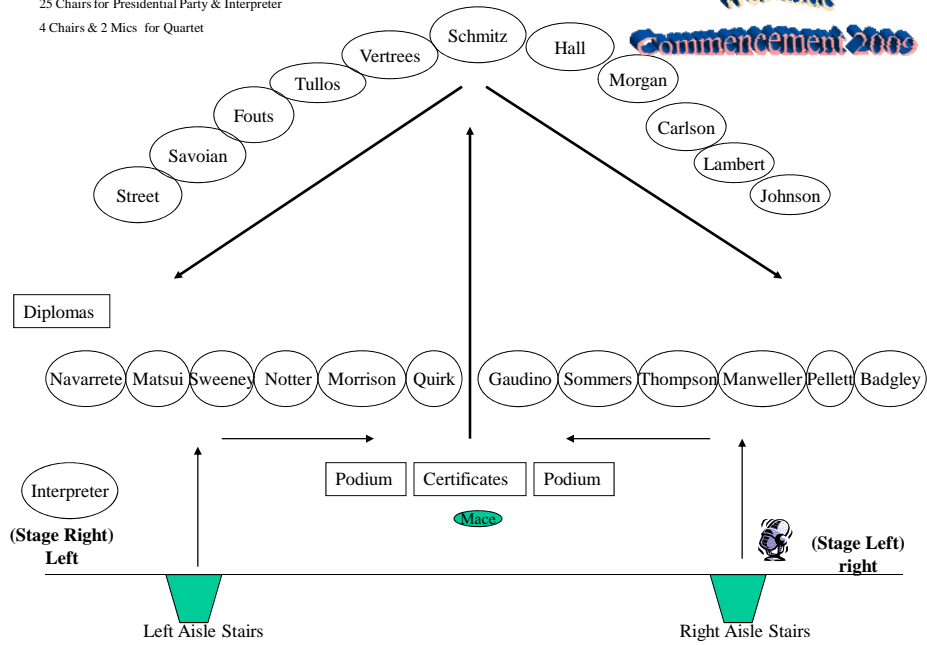 25 Chairs for Presidential Party & Interpreter
4 Chairs & 2 Mics for Quartet
Commencement 2009
Schmitz
Vertrees
Hall
Tullos
Morgan
Fouts
Carlson
Savoian
Lambert
Street
Johnson
Diplomas
Navarrete Matsui Sweeney Notter Morrison Quirk Gaudino Sommers Thompson Manweller Pellett Badgley
Podium Certificates Podium
Interpreter
Mace
(Stage Right)
Left
(Stage Left)
right
Left Aisle Stairs
Right Aisle Stairs